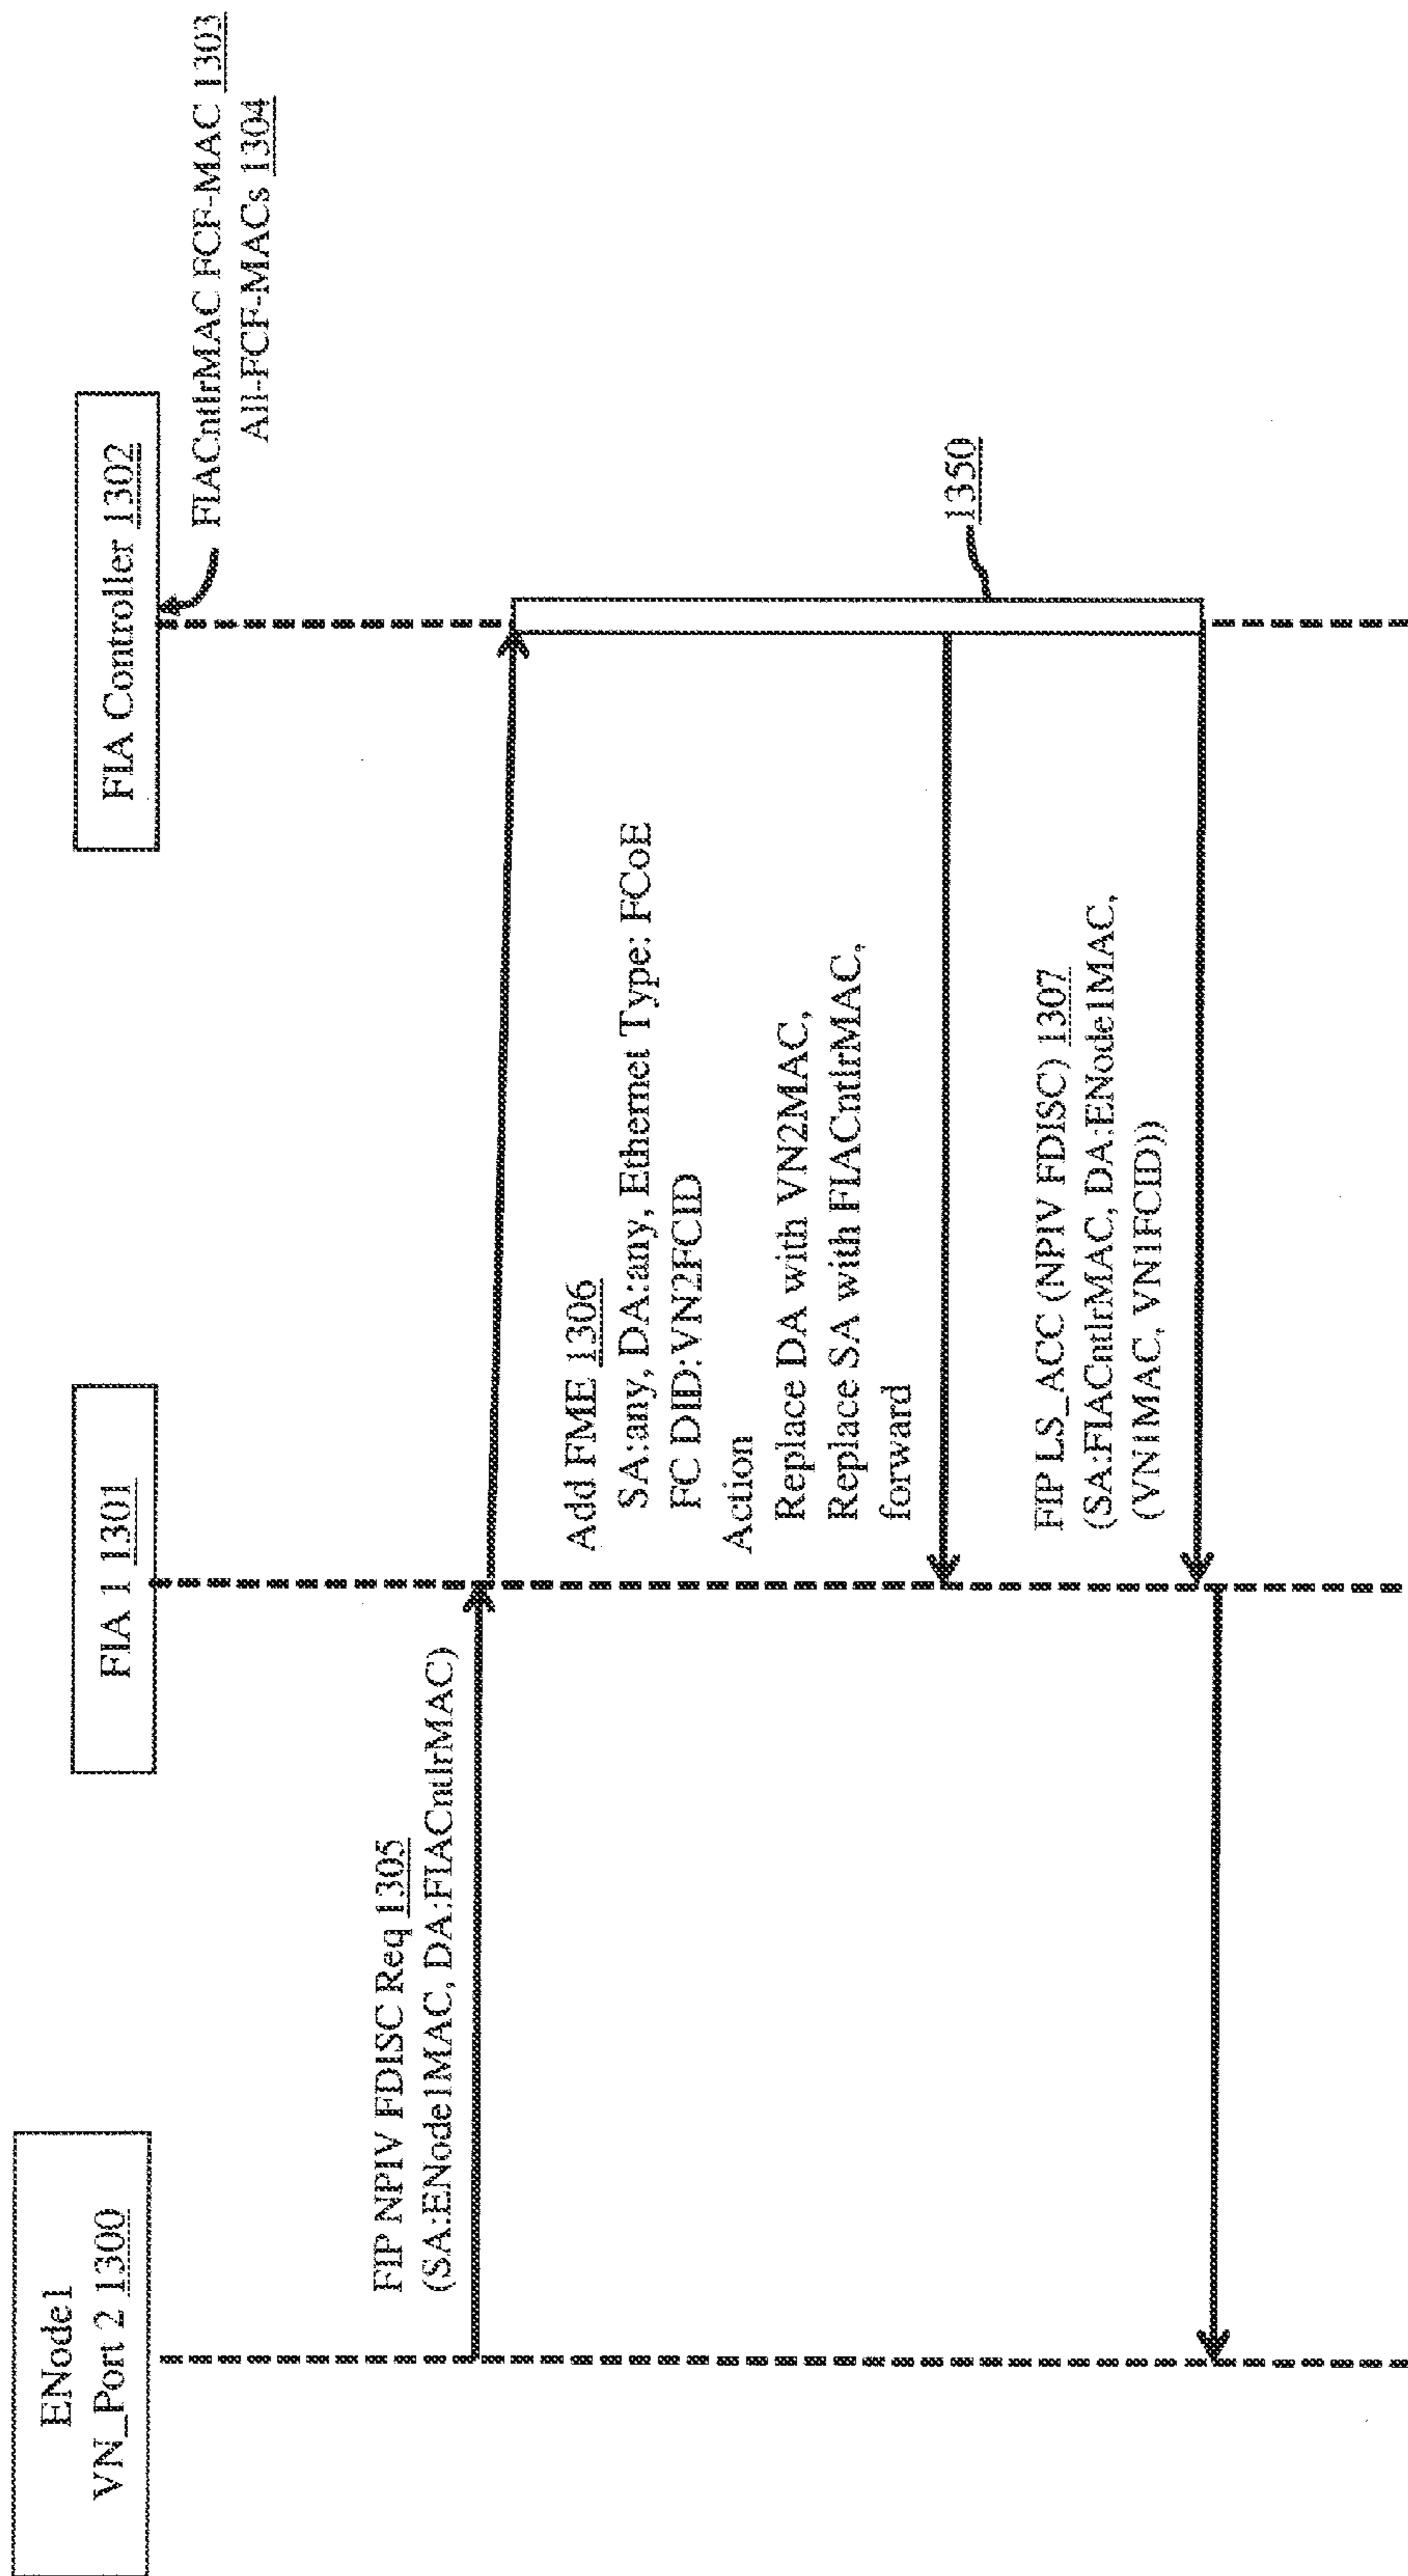 ENode1
VN_Port 2 1300
FIA 1 1301
FIA Controller 1302
FIACntlrMAC FCF-MAC 1303
All-FCF-MACs 1304
FIP NPIV FDISC Req 1305
(SA:ENode1MAC, DA:FIACntlrMAC)
Add FME 1306
SA:any, DA:any, Ethernet Type: FCoE
FC DID:VN2FCID
Action
Replace DA with VN2MAC,
Replace SA with FIACntlrMAC,
forward
1350
FIP LS_ACC (NPIV FDISC) 1307
(SA:FIACntlrMAC, DA:ENode1MAC,
(VN1MAC, VN1FCID))